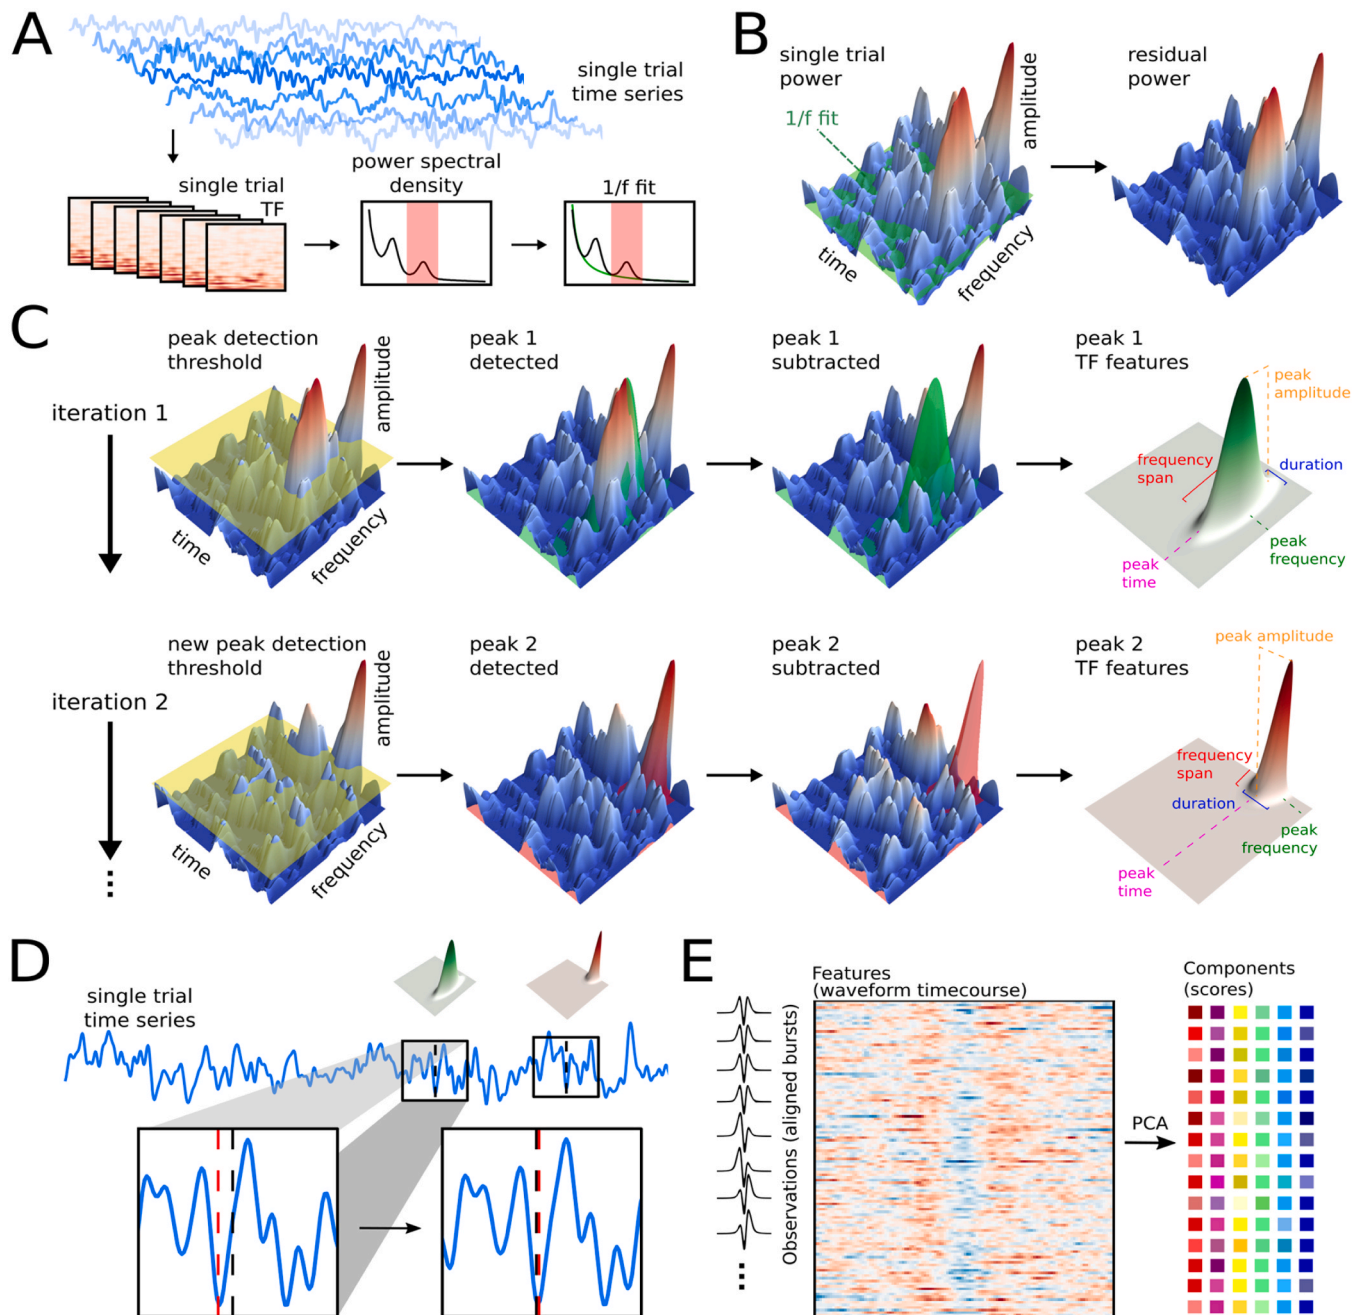 A
single trial
time series
single trial
TF
power spectral
density
1/f fit
B
single trial
power
1/f fit
amplitude
time
frequency
residual
power
C
iteration 1
peak detection
threshold
amplitude
time
frequency
peak 1
detected
peak 1
subtracted
peak 1
TF features
peak
amplitude
frequency
span
duration
peak
time
peak
frequency
iteration 2
new peak detection
threshold
amplitude
time
frequency
peak 2
detected
peak 2
subtracted
peak 2
TF features
peak amplitude
frequency
span
duration
peak
time
peak
frequency
D
single trial
time series
E
Observations (aligned bursts)
Features
(waveform timecourse)
PCA
Components
(scores)